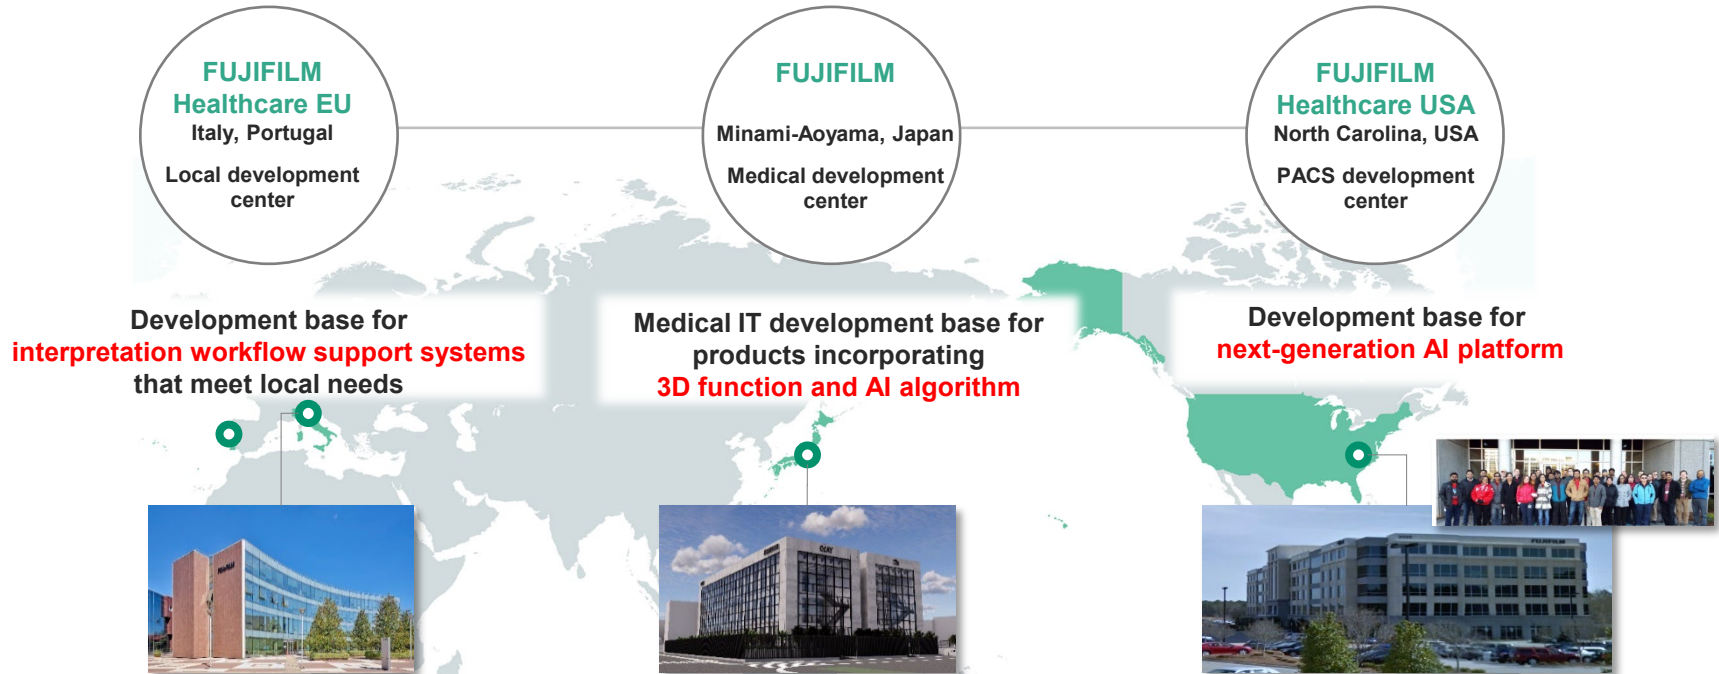 FUJIFILM
Healthcare EU
Italy, Portugal
Local development
center
FUJIFILM
Minami-Aoyama, Japan
Medical development
center
FUJIFILM
Healthcare USA
North Carolina, USA
PACS development
center
Development base for
interpretation workflow support systems
that meet local needs
Medical IT development base for
products incorporating
3D function and AI algorithm
Development base for
next-generation AI platform
FUJIFILM
FUJIFILM